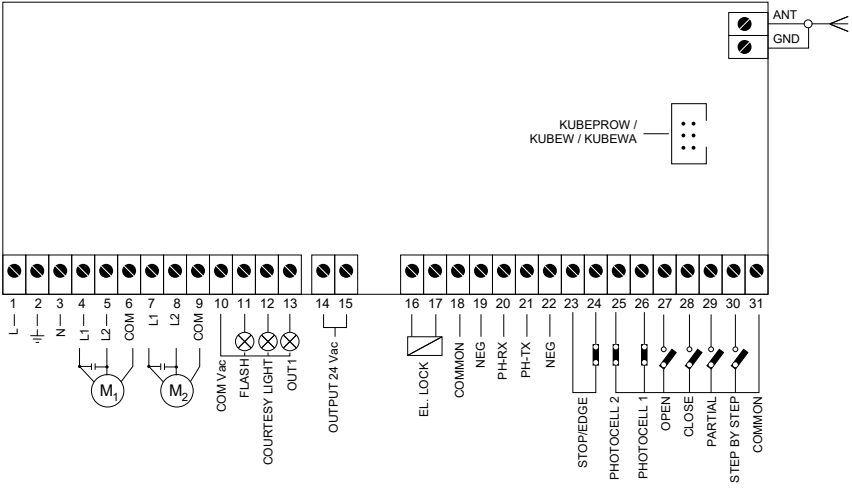 ANT
GND
KUBEPROW /
KUBEW / KUBEWA
1 2 3 4 5 6 7 8 9 10 11 12 13 14 15 16 17 18 19 20 21 22 23 24 25 26 27 28 29 30 31
L
N
L1
L2
COM
L1
L2
COM
M1
M2
COM Vac
FLASH
COURTESY LIGHT
OUT1
OUTPUT 24 Vac
EL. LOCK
COMMON
NEG
PH-RX
PH-TX
NEG
STOP/EDGE
PHOTOCELL 2
PHOTOCELL 1
OPEN
CLOSE
PARTIAL
STEP BY STEP
COMMON